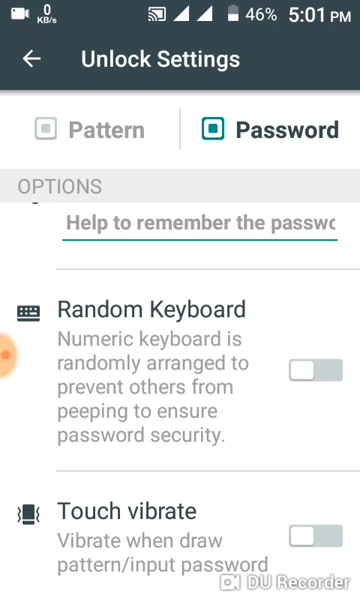 0 KB/s 46% 5:01 PM
Unlock Settings
Pattern Password
OPTIONS
Help to remember the passwo
Random Keyboard
Numeric keyboard is
randomly arranged to
prevent others from
peeping to ensure
password security.
Touch vibrate
Vibrate when draw
pattern/input password
DU Recorder